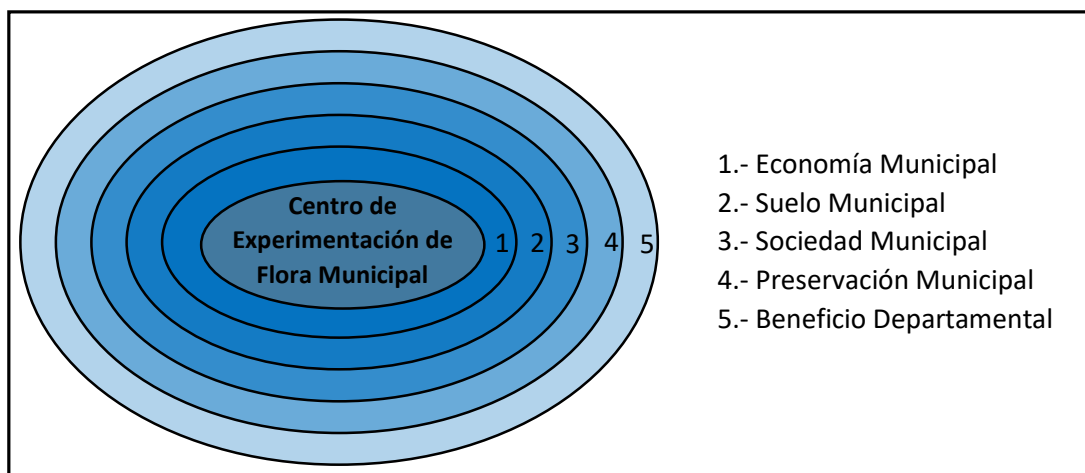 Centro de
Experimentación de
Flora Municipal
1 2 3 4 5
1.- Economía Municipal
2.- Suelo Municipal
3.- Sociedad Municipal
4.- Preservación Municipal
5.- Beneficio Departamental